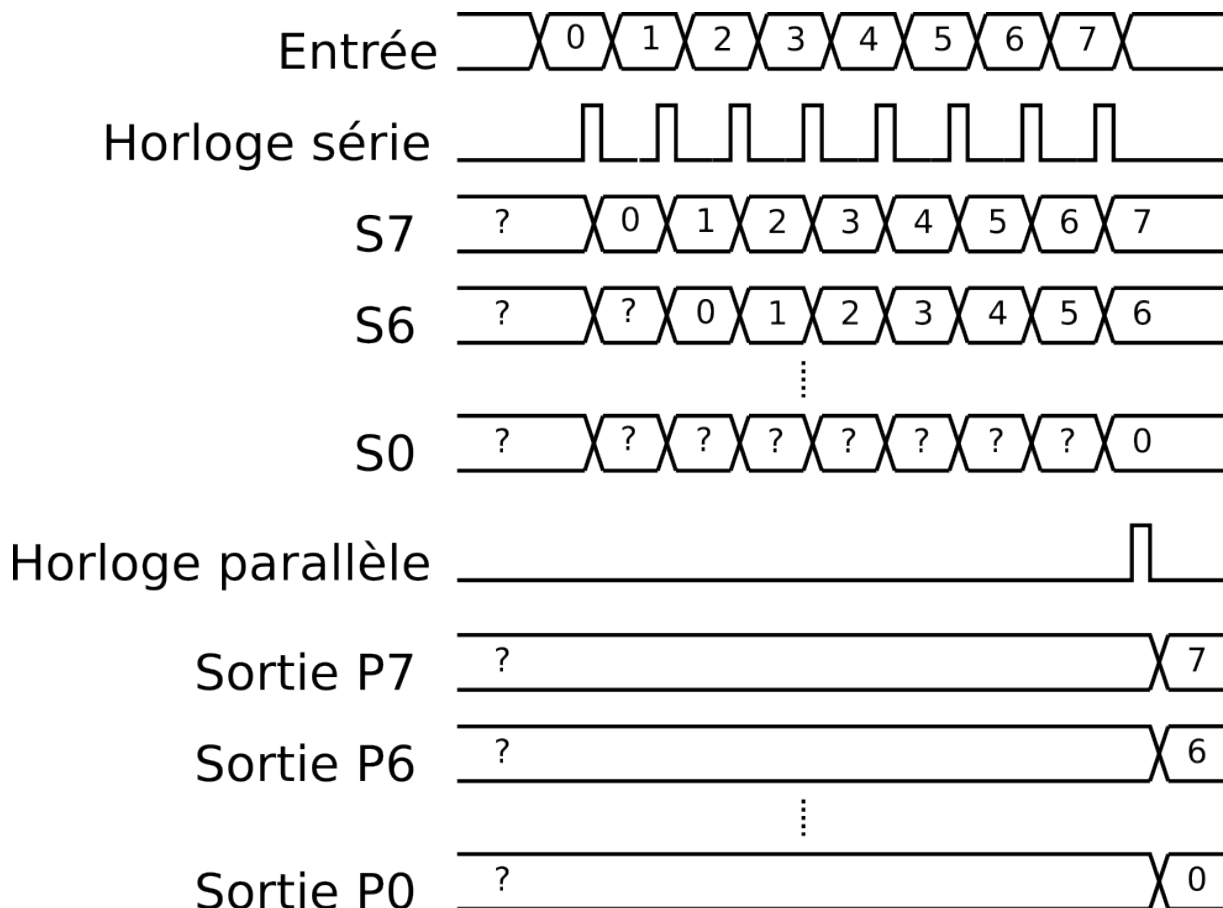 Entrée 0 1 2 3 4 5 6 7
Horloge série
S7 ? 0 1 2 3 4 5 6 7
S6 ? ? 0 1 2 3 4 5 6
S0 ? ? ? ? ? ? ? ? 0
Horloge parallèle
Sortie P7 ? 7
Sortie P6 ? 6
Sortie P0 ? 0